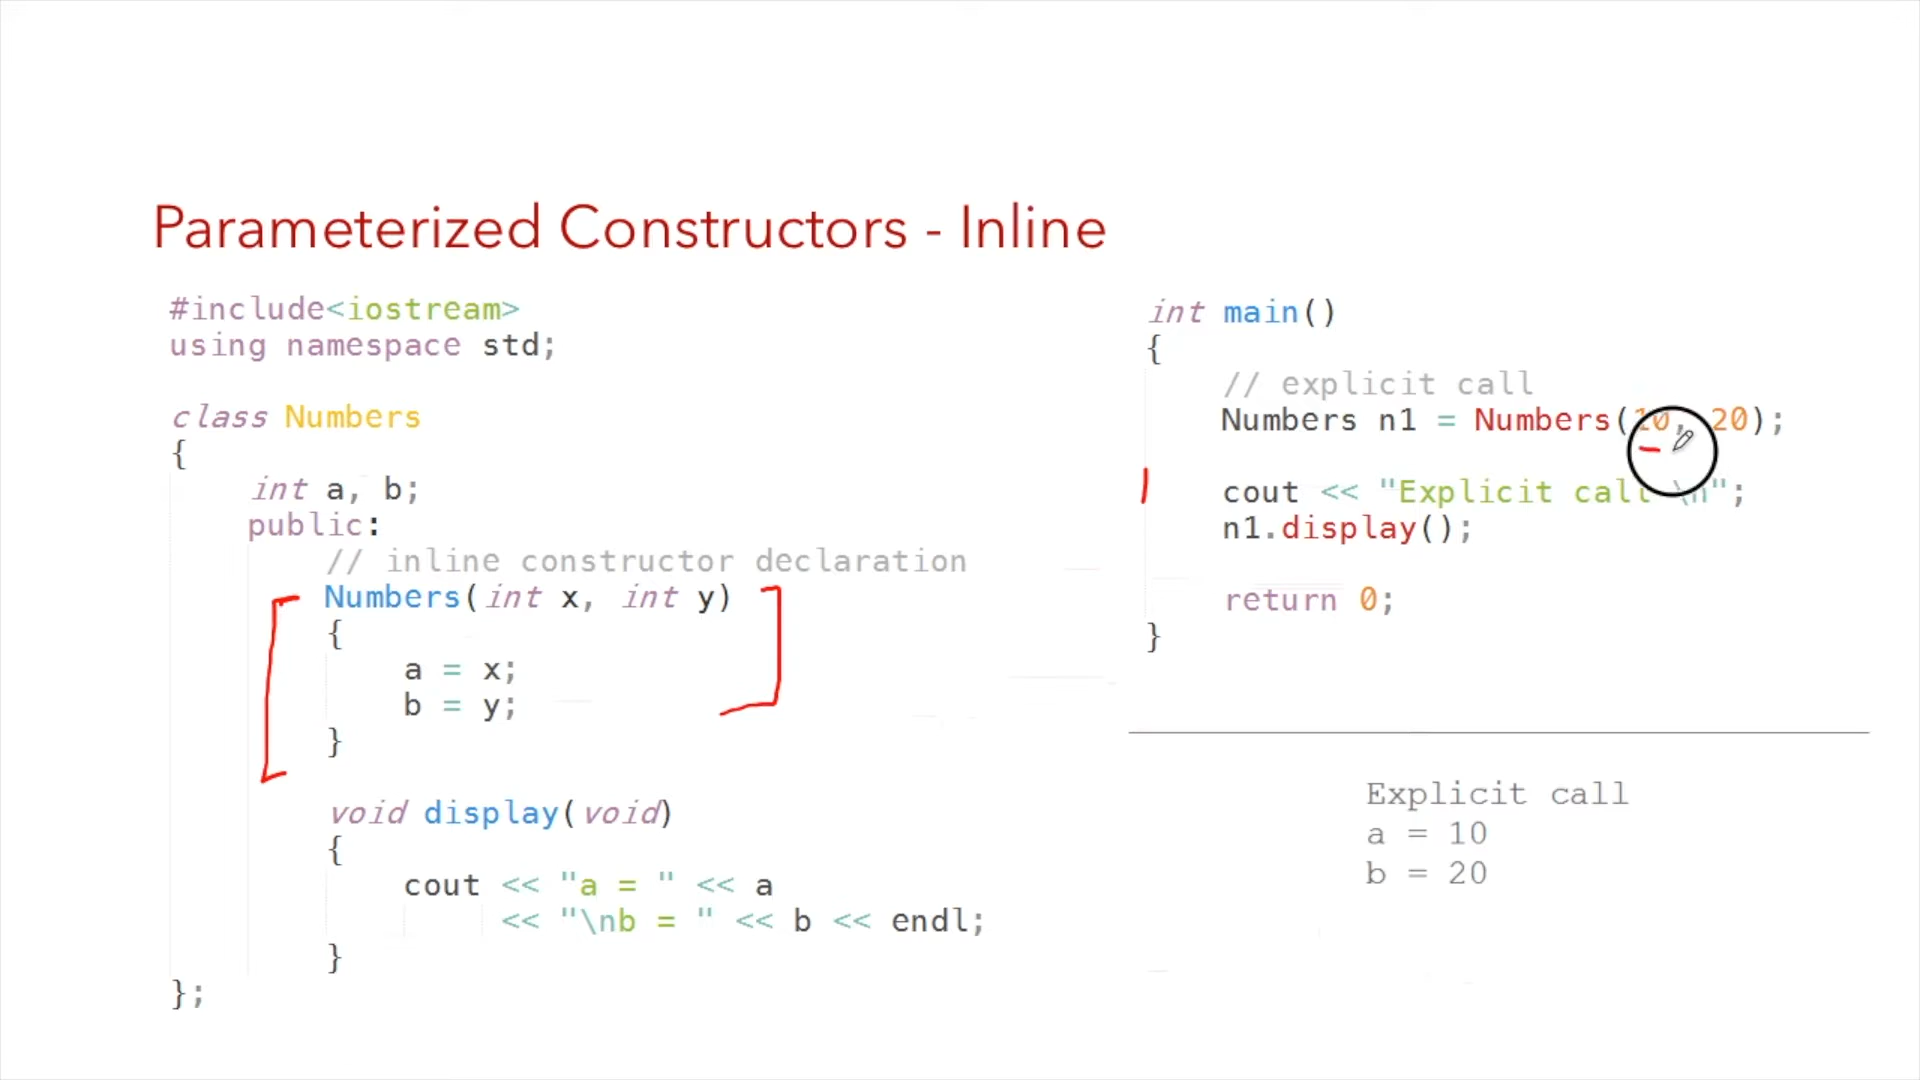 Parameterized Constructors - Inline
#include<iostream>
using namespace std;
class Numbers
{
int a, b;
public:
// inline constructor declaration
Numbers(int x, int y)
{
a = x;
b = y;
}
void display(void)
{
cout << "a = " << a
<< "\nb = " << b << endl;
}
};
int main()
{
// explicit call
Numbers n1 = Numbers(10, 20);
cout << "Explicit call \n";
n1.display();
return 0;
}
Explicit call
a = 10
b = 20